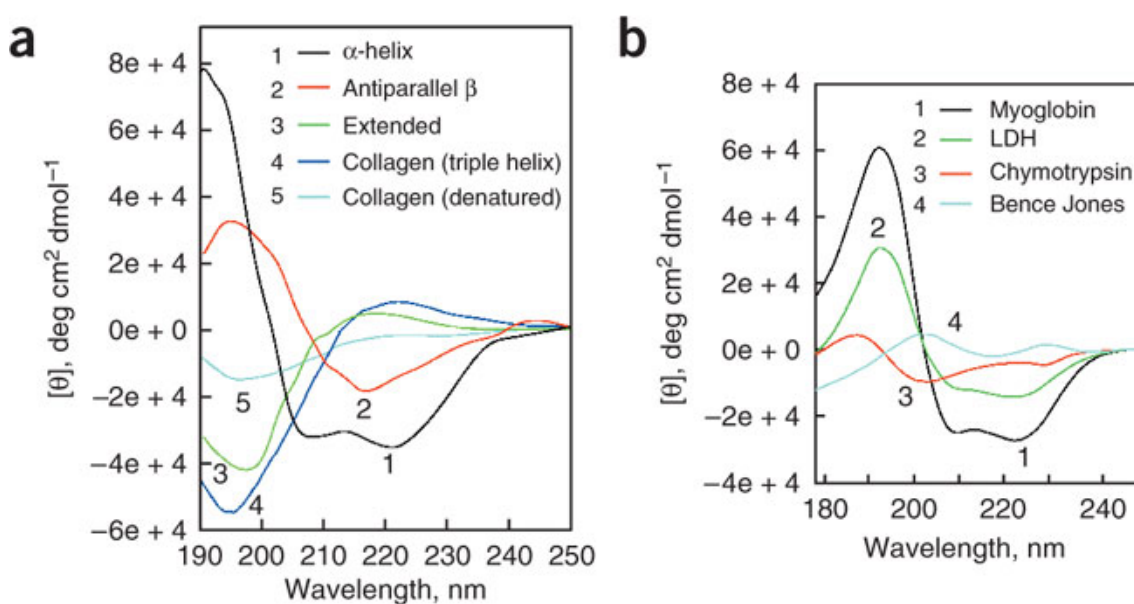 a
1 α-helix
2 Antiparallel β
3 Extended
4 Collagen (triple helix)
5 Collagen (denatured)
8e + 4
6e + 4
4e + 4
2e + 4
0e + 0
−2e + 4
−4e + 4
−6e + 4
[θ], deg cm² dmol⁻¹
5
2
1
3
4
190 200 210 220 230 240 250
Wavelength, nm
b
1 Myoglobin
2 LDH
3 Chymotrypsin
4 Bence Jones
8e + 4
6e + 4
4e + 4
2e + 4
0e + 0
−2e + 4
−4e + 4
[θ], deg cm² dmol⁻¹
2
4
3
1
180 200 220 240
Wavelength, nm